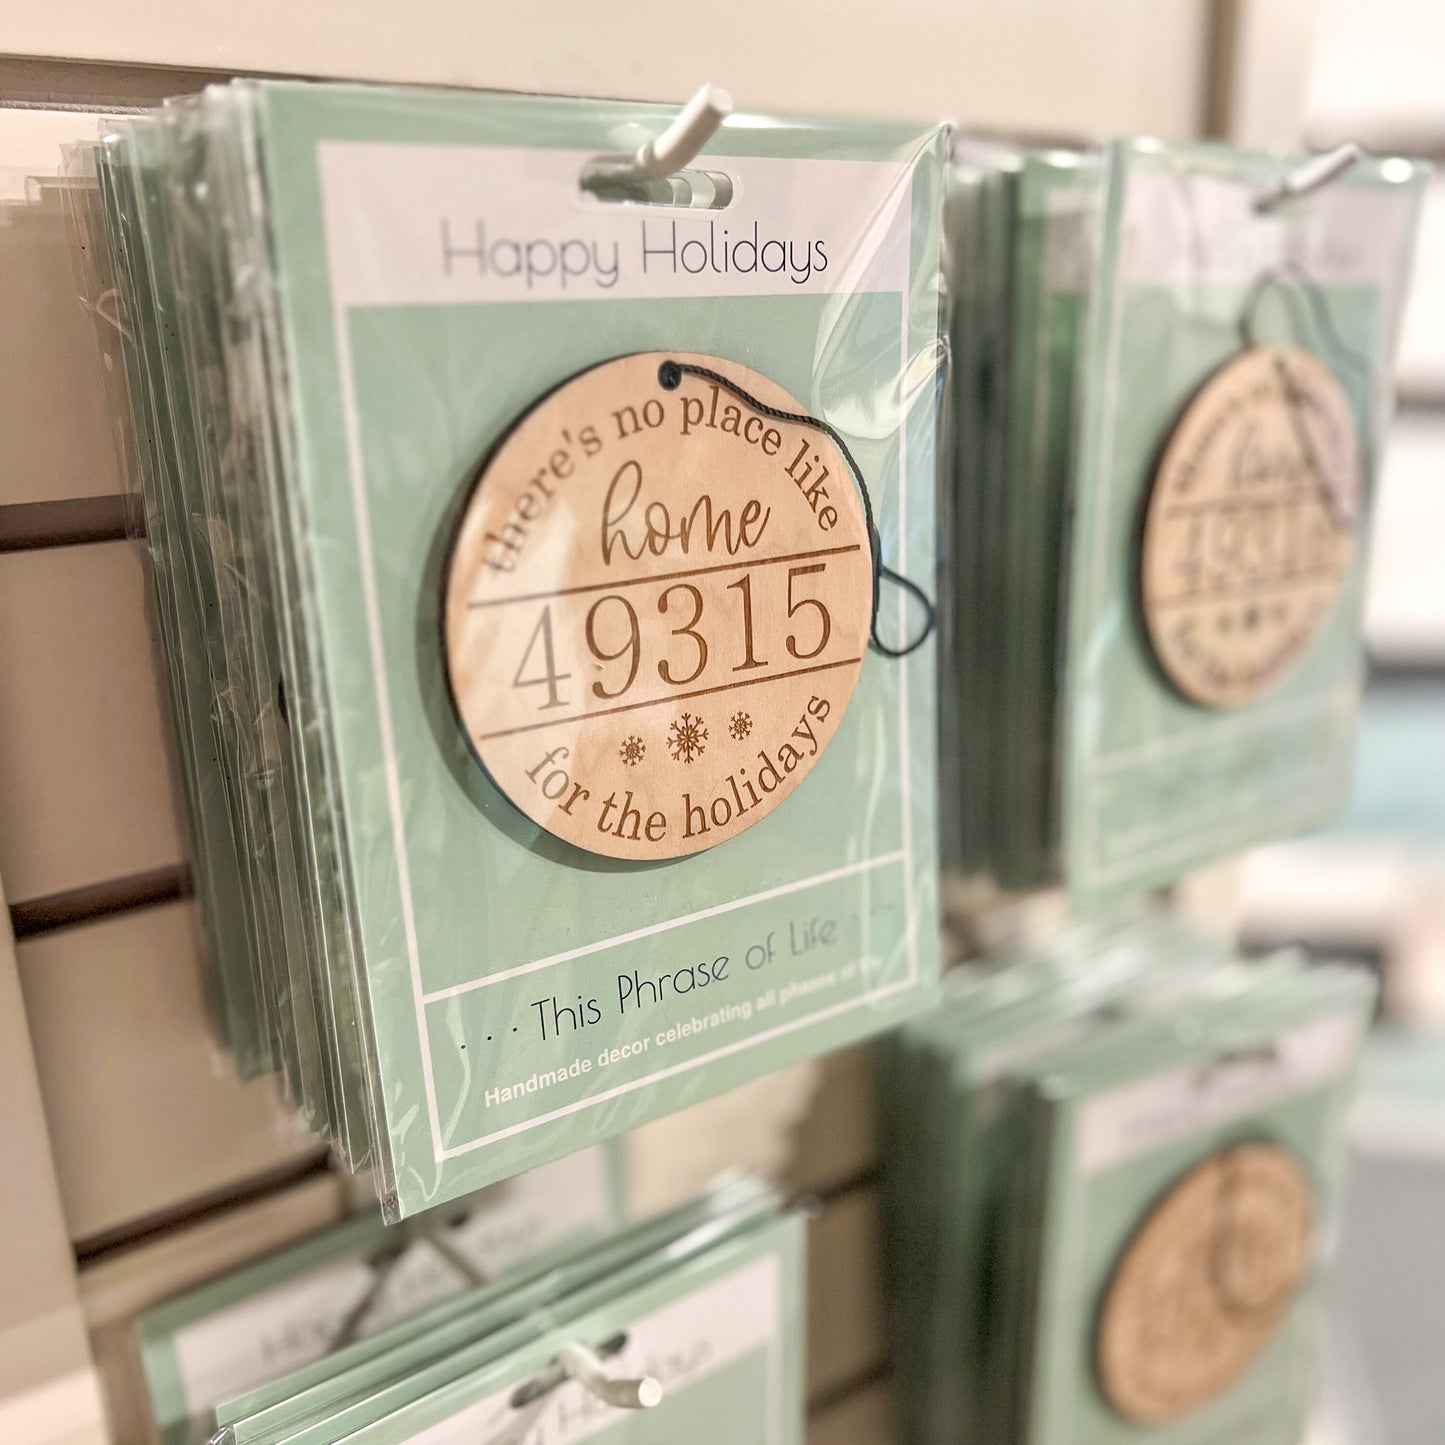 Happy Holidays
there's no place like
home
49315
for the holidays
. . . This Phrase of Life . . .
Handmade decor celebrating all phases of
49315